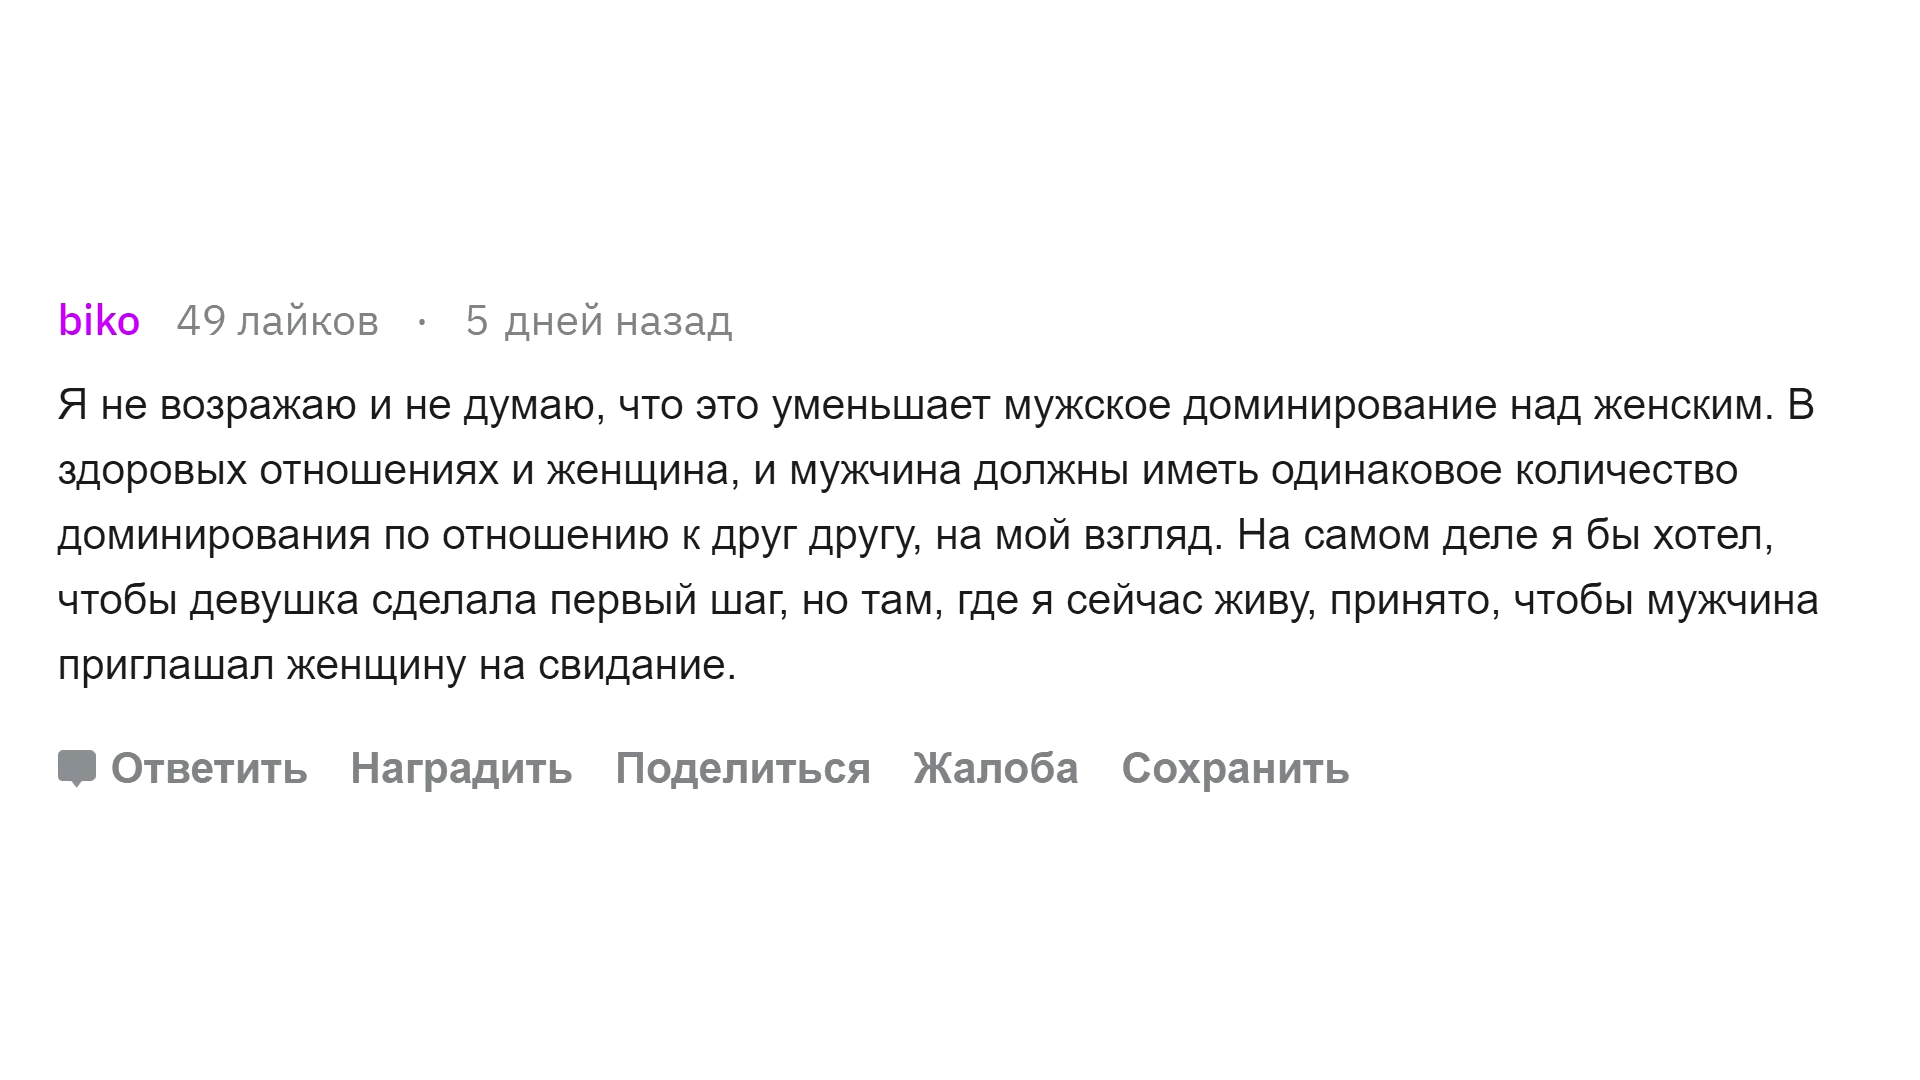 biko 49 лайков · 5 дней назад
Я не возражаю и не думаю, что это уменьшает мужское доминирование над женским. В
здоровых отношениях и женщина, и мужчина должны иметь одинаковое количество
доминирования по отношению к друг другу, на мой взгляд. На самом деле я бы хотел,
чтобы девушка сделала первый шаг, но там, где я сейчас живу, принято, чтобы мужчина
приглашал женщину на свидание.
Ответить Наградить Поделиться Жалоба Сохранить